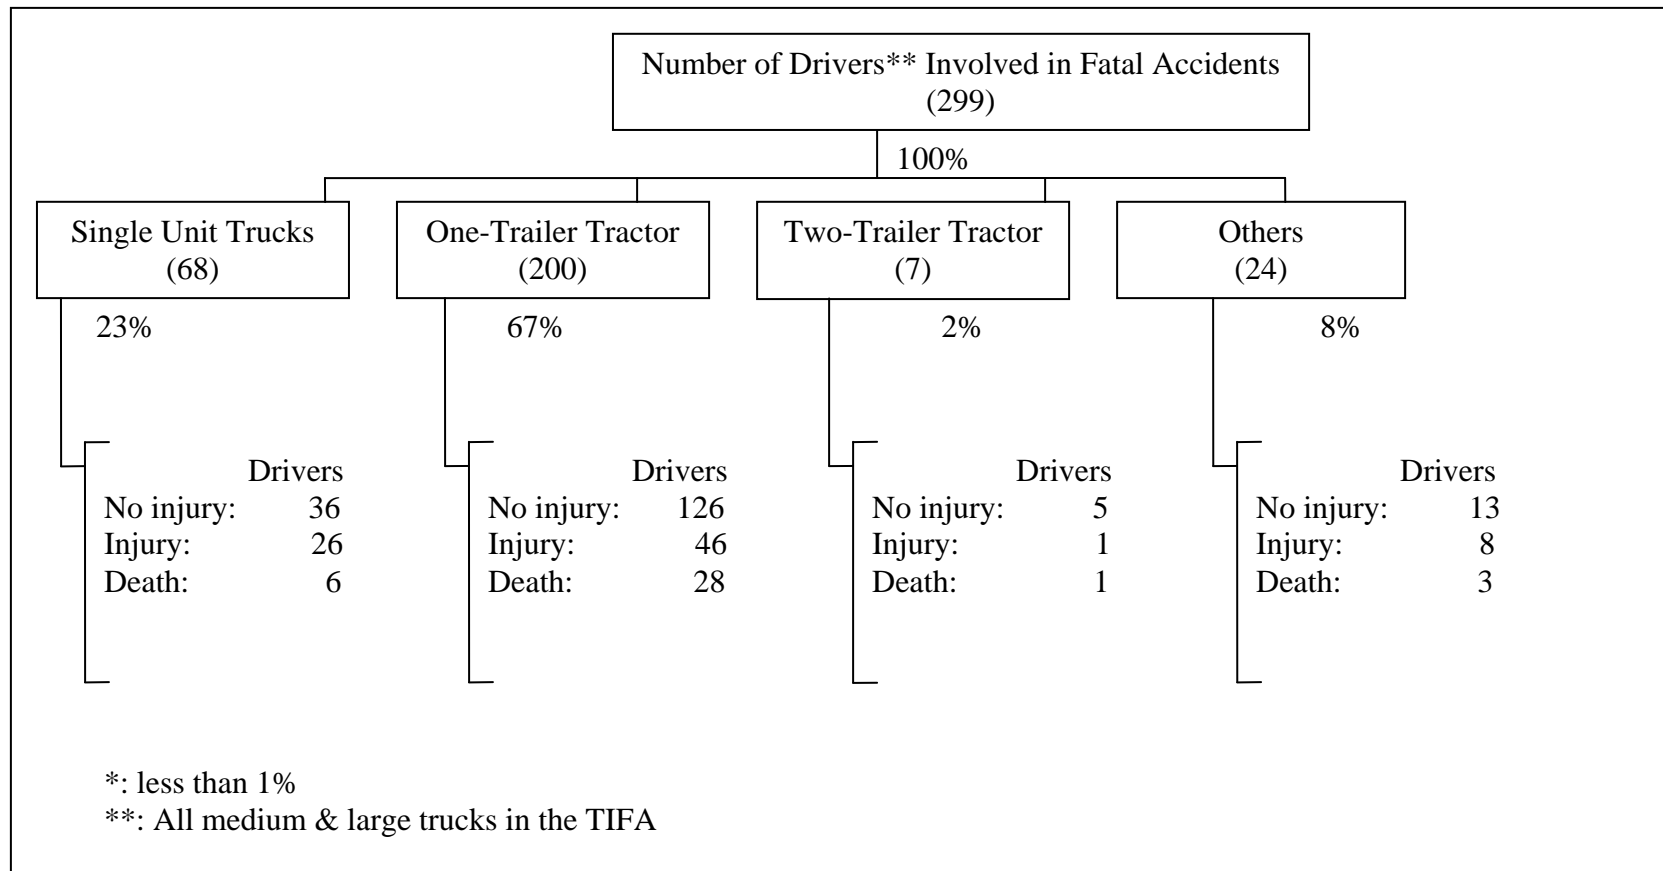 Number of Drivers** Involved in Fatal Accidents
(299)
100%
Single Unit Trucks
(68)
One-Trailer Tractor
(200)
Two-Trailer Tractor
(7)
Others
(24)
23%
67%
2%
8%
Drivers
No injury: 36
Injury: 26
Death: 6
Drivers
No injury: 126
Injury: 46
Death: 28
Drivers
No injury: 5
Injury: 1
Death: 1
Drivers
No injury: 13
Injury: 8
Death: 3
*: less than 1%
**: All medium & large trucks in the TIFA